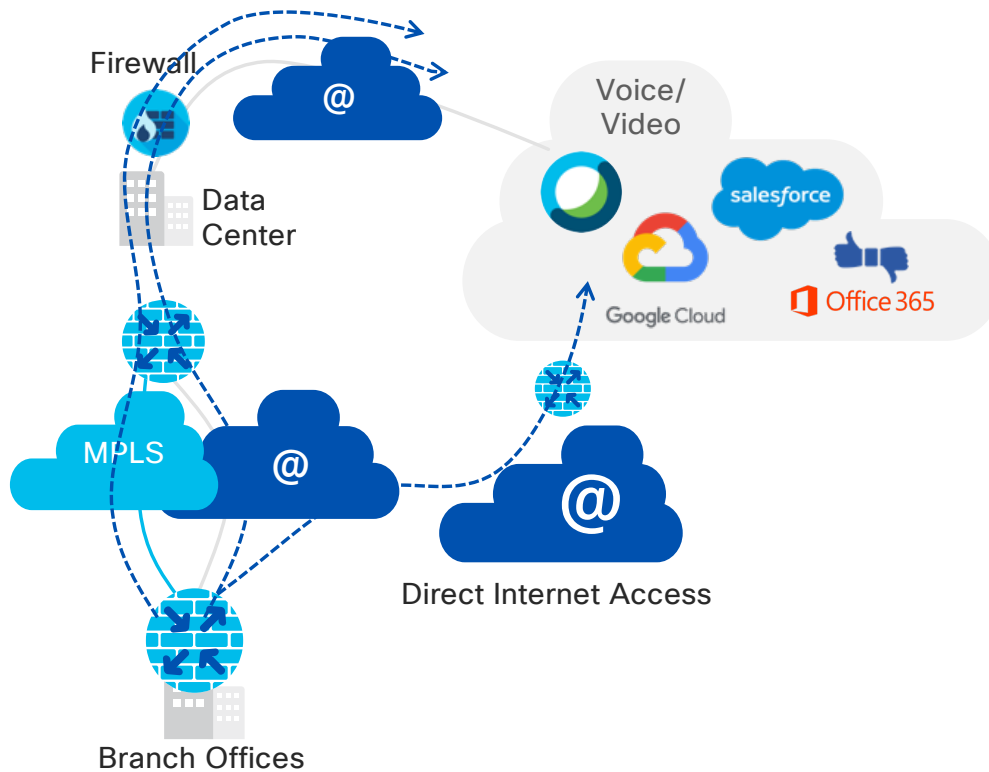 Firewall
@
Voice/
Video
salesforce
Data
Center
Office 365
Google Cloud
MPLS
@
@
Direct Internet Access
Branch Offices